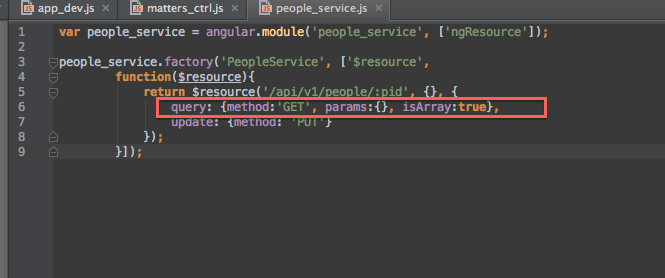 app_dev.js × matters_ctrl.js × people_service.js ×
1 var people_service = angular.module('people_service', ['ngResource']);
2
3 people_service.factory('PeopleService', ['$resource',
4 function($resource){
5 return $resource('/api/v1/people/:pid', {}, {
6 query: {method:'GET', params:{}, isArray:true},
7 update: {method: 'PUT'}
8 });
9 }]);